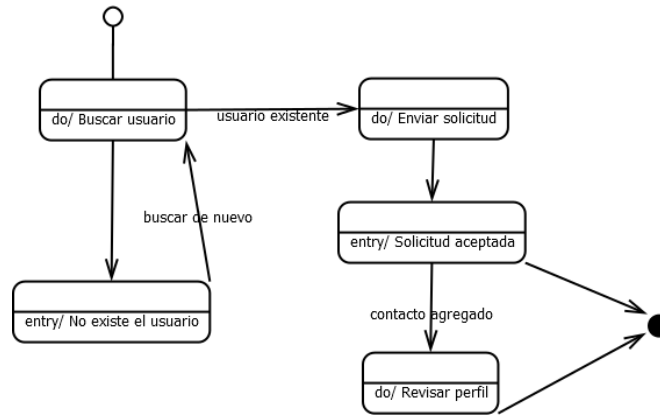 do/ Buscar usuario
usuario existente
do/ Enviar solicitud
buscar de nuevo
entry/ Solicitud aceptada
entry/ No existe el usuario
contacto agregado
do/ Revisar perfil